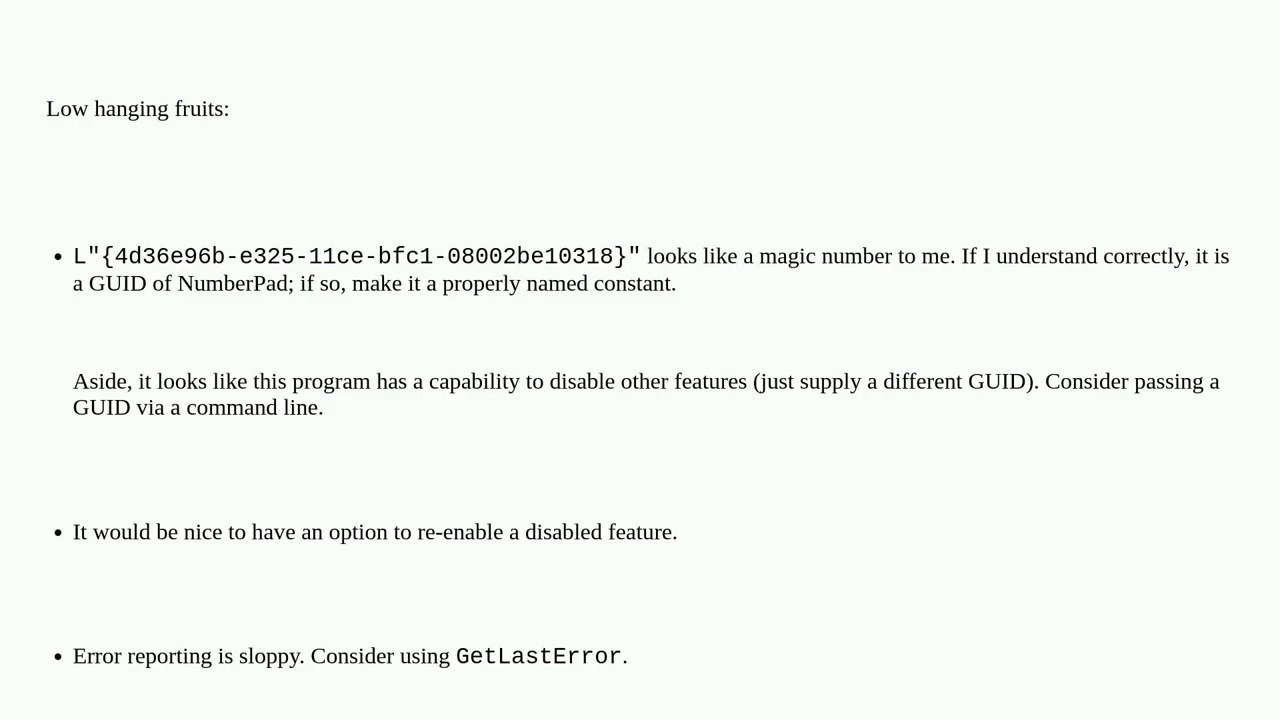 Low hanging fruits:
• L"{4d36e96b-e325-11ce-bfc1-08002be10318}" looks like a magic number to me. If I understand correctly, it is
a GUID of NumberPad; if so, make it a properly named constant.
Aside, it looks like this program has a capability to disable other features (just supply a different GUID). Consider passing a
GUID via a command line.
• It would be nice to have an option to re-enable a disabled feature.
• Error reporting is sloppy. Consider using GetLastError.